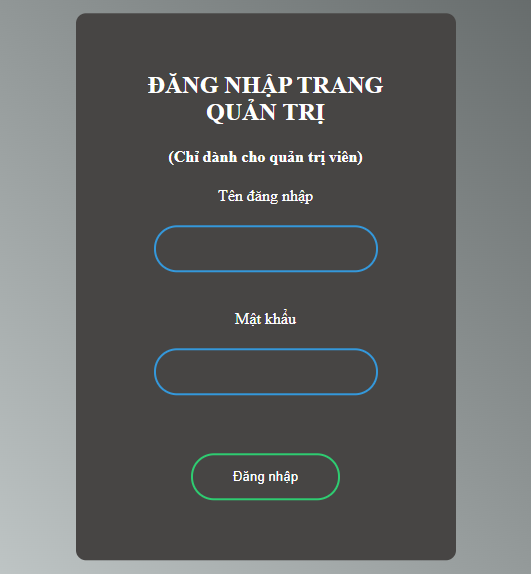 ĐĂNG NHẬP TRANG
QUẢN TRỊ
(Chỉ dành cho quản trị viên)
Tên đăng nhập
Mật khẩu
Đăng nhập